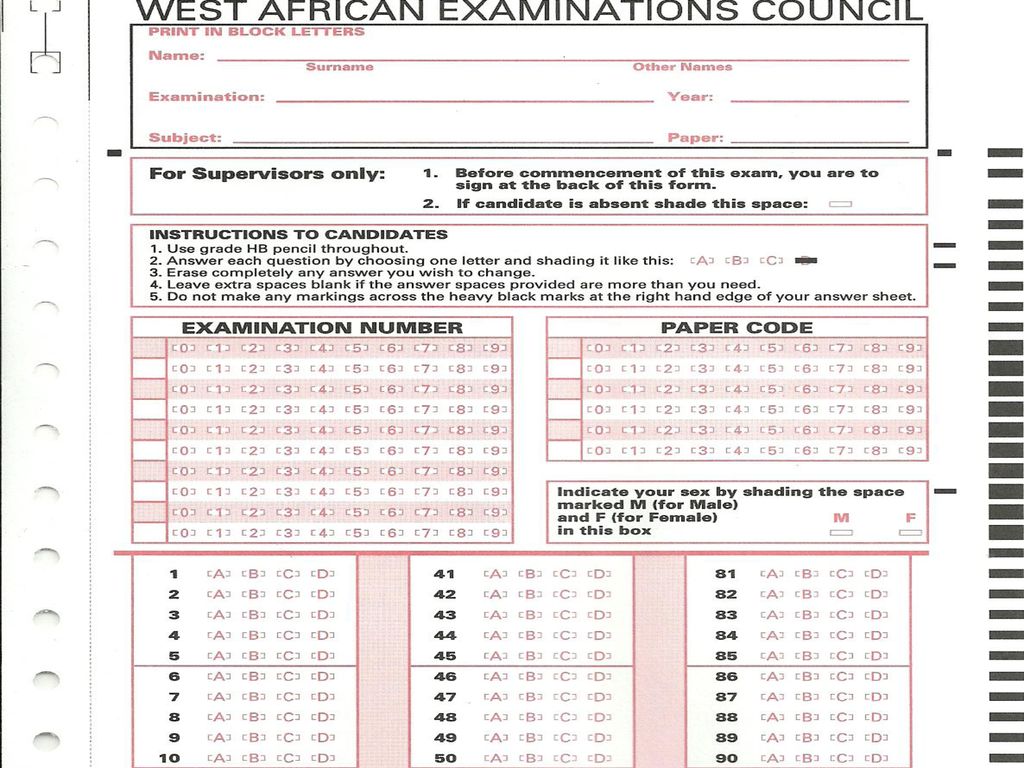 WEST AFRICAN EXAMINATIONS COUNCIL
PRINT IN BLOCK LETTERS
Name:
Surname Other Names
Examination: Year:
Subject: Paper:
For Supervisors only: 1. Before commencement of this exam, you are to
sign at the back of this form.
2. If candidate is absent shade this space:
INSTRUCTIONS TO CANDIDATES
1. Use grade HB pencil throughout.
2. Answer each question by choosing one letter and shading it like this: [A] [B] [C]
3. Erase completely any answer you wish to change.
4. Leave extra spaces blank if the answer spaces provided are more than you need.
5. Do not make any markings across the heavy black marks at the right hand edge of your answer sheet.
EXAMINATION NUMBER
[0] [1] [2] [3] [4] [5] [6] [7] [8] [9]
[0] [1] [2] [3] [4] [5] [6] [7] [8] [9]
[0] [1] [2] [3] [4] [5] [6] [7] [8] [9]
[0] [1] [2] [3] [4] [5] [6] [7] [8] [9]
[0] [1] [2] [3] [4] [5] [6] [7] [8] [9]
[0] [1] [2] [3] [4] [5] [6] [7] [8] [9]
[0] [1] [2] [3] [4] [5] [6] [7] [8] [9]
[0] [1] [2] [3] [4] [5] [6] [7] [8] [9]
[0] [1] [2] [3] [4] [5] [6] [7] [8] [9]
[0] [1] [2] [3] [4] [5] [6] [7] [8] [9]
PAPER CODE
[0] [1] [2] [3] [4] [5] [6] [7] [8] [9]
[0] [1] [2] [3] [4] [5] [6] [7] [8] [9]
[0] [1] [2] [3] [4] [5] [6] [7] [8] [9]
[0] [1] [2] [3] [4] [5] [6] [7] [8] [9]
[0] [1] [2] [3] [4] [5] [6] [7] [8] [9]
[0] [1] [2] [3] [4] [5] [6] [7] [8] [9]
Indicate your sex by shading the space
marked M (for Male)
and F (for Female) M F
in this box
1 [A] [B] [C] [D] 41 [A] [B] [C] [D] 81 [A] [B] [C] [D]
2 [A] [B] [C] [D] 42 [A] [B] [C] [D] 82 [A] [B] [C] [D]
3 [A] [B] [C] [D] 43 [A] [B] [C] [D] 83 [A] [B] [C] [D]
4 [A] [B] [C] [D] 44 [A] [B] [C] [D] 84 [A] [B] [C] [D]
5 [A] [B] [C] [D] 45 [A] [B] [C] [D] 85 [A] [B] [C] [D]
6 [A] [B] [C] [D] 46 [A] [B] [C] [D] 86 [A] [B] [C] [D]
7 [A] [B] [C] [D] 47 [A] [B] [C] [D] 87 [A] [B] [C] [D]
8 [A] [B] [C] [D] 48 [A] [B] [C] [D] 88 [A] [B] [C] [D]
9 [A] [B] [C] [D] 49 [A] [B] [C] [D] 89 [A] [B] [C] [D]
10 [A] [B] [C] [D] 50 [A] [B] [C] [D] 90 [A] [B] [C] [D]